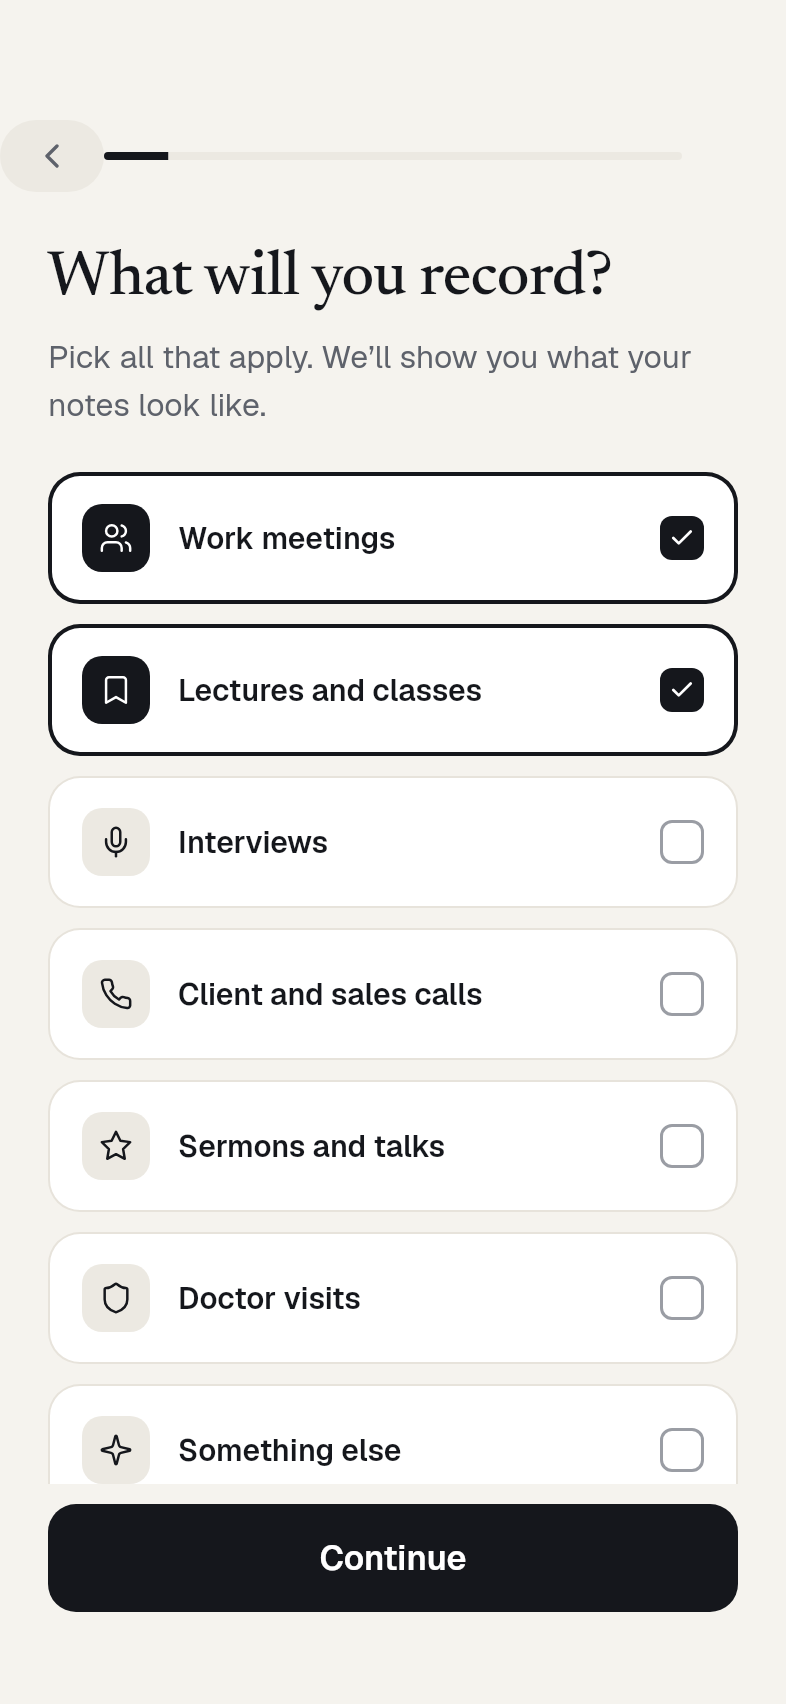 What will you record?
Pick all that apply. We’ll show you what your
notes look like.
Work meetings
Lectures and classes
Interviews
Client and sales calls
Sermons and talks
Doctor visits
Something else
Continue